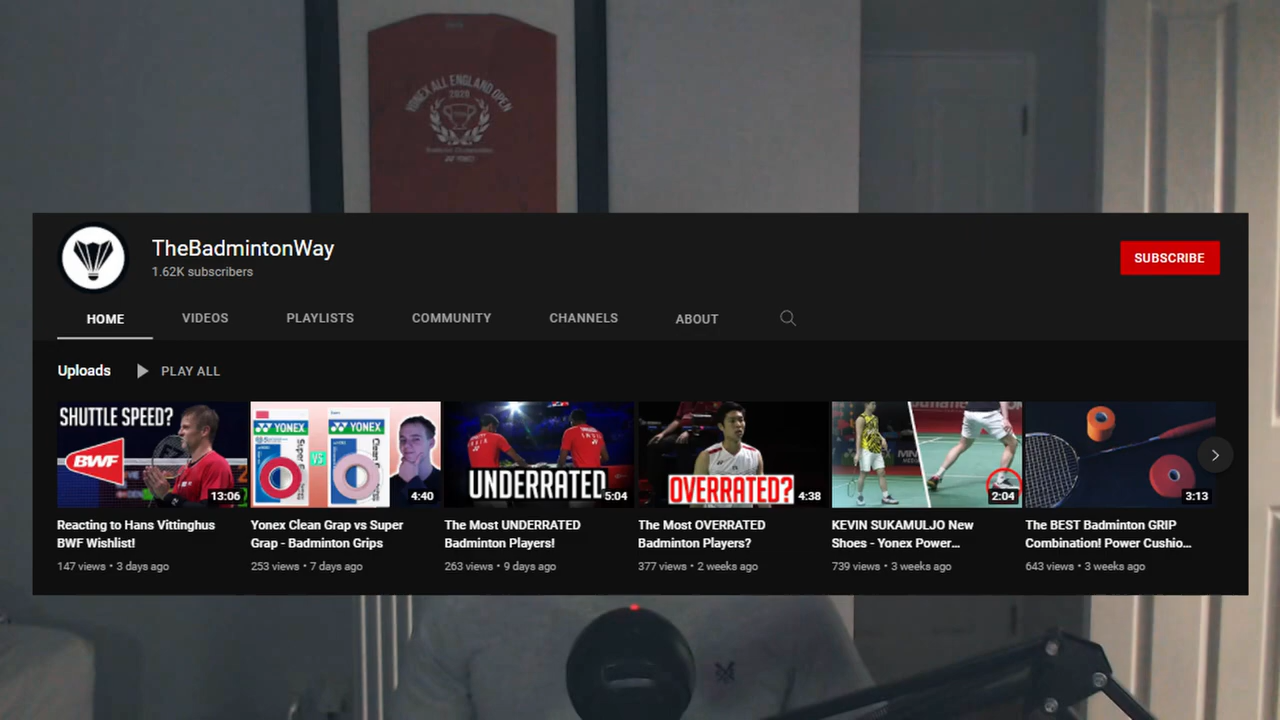 YONEX ALL ENGLAND OPEN
2020
TheBadmintonWay
1.62K subscribers
SUBSCRIBE
HOME
VIDEOS
PLAYLISTS
COMMUNITY
CHANNELS
ABOUT
Uploads
PLAY ALL
SHUTTLE SPEED?
BWF
13:06
YONEX
YONEX
VS
4:40
UNDERRATED
5:04
OVERRATED?
4:38
2:04
3:13
Reacting to Hans Vittinghus
BWF Wishlist!
147 views • 3 days ago
Yonex Clean Grap vs Super
Grap - Badminton Grips
253 views • 7 days ago
The Most UNDERRATED
Badminton Players!
263 views • 9 days ago
The Most OVERRATED
Badminton Players?
377 views • 2 weeks ago
KEVIN SUKAMULJO New
Shoes - Yonex Power...
739 views • 3 weeks ago
The BEST Badminton GRIP
Combination! Power Cushio...
643 views • 3 weeks ago